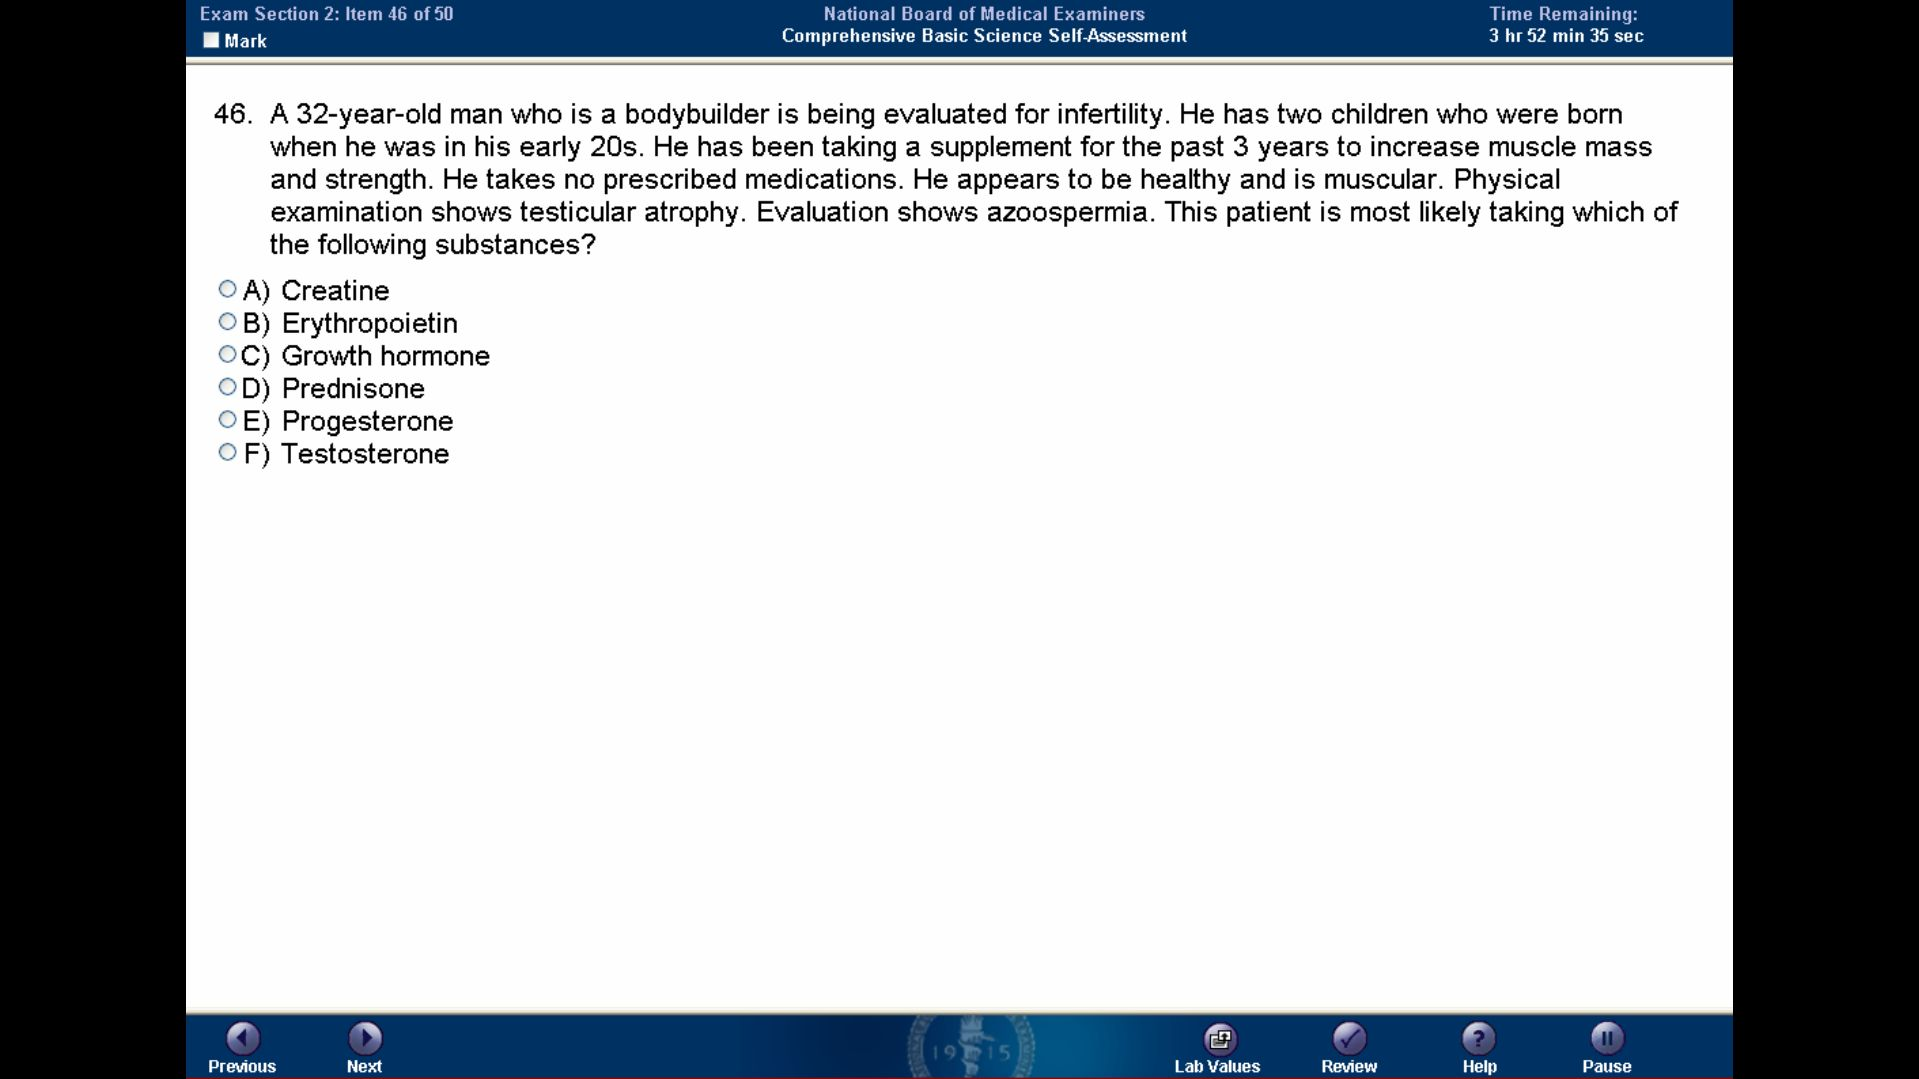 Exam Section 2: Item 46 of 50
National Board of Medical Examiners
Time Remaining:
Mark
Comprehensive Basic Science Self-Assessment
3 hr 52 min 35 sec
46. A 32-year-old man who is a bodybuilder is being evaluated for infertility. He has two children who were born
when he was in his early 20s. He has been taking a supplement for the past 3 years to increase muscle mass
and strength. He takes no prescribed medications. He appears to be healthy and is muscular. Physical
examination shows testicular atrophy. Evaluation shows azoospermia. This patient is most likely taking which of
the following substances?
A) Creatine
B) Erythropoietin
C) Growth hormone
D) Prednisone
E) Progesterone
F) Testosterone
1915
Previous
Next
Lab Values
Review
Help
Pause